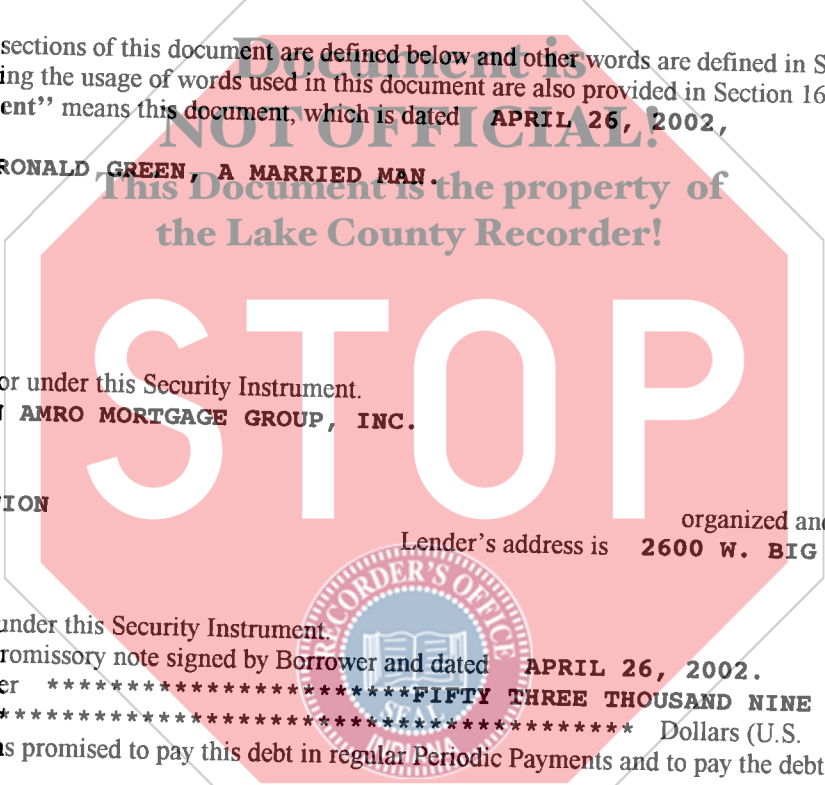 sections of this document are defined below and other words are defined in S
ing the usage of words used in this document are also provided in Section 16
ent" means this document, which is dated APRIL 26, 2002,
Document is
NOT OFFICIAL!
RONALD GREEN, A MARRIED MAN.
This Document is the property of
the Lake County Recorder!
STOP
or under this Security Instrument.
AMRO MORTGAGE GROUP, INC.
TION
organized and
Lender's address is 2600 W. BIG
RECORDER'S OFFICE
SEAL
under this Security Instrument.
romissory note signed by Borrower and dated APRIL 26, 2002.
er ***********************FIFTY THREE THOUSAND NINE
**************************************** Dollars (U.S.
as promised to pay this debt in regular Periodic Payments and to pay the debt